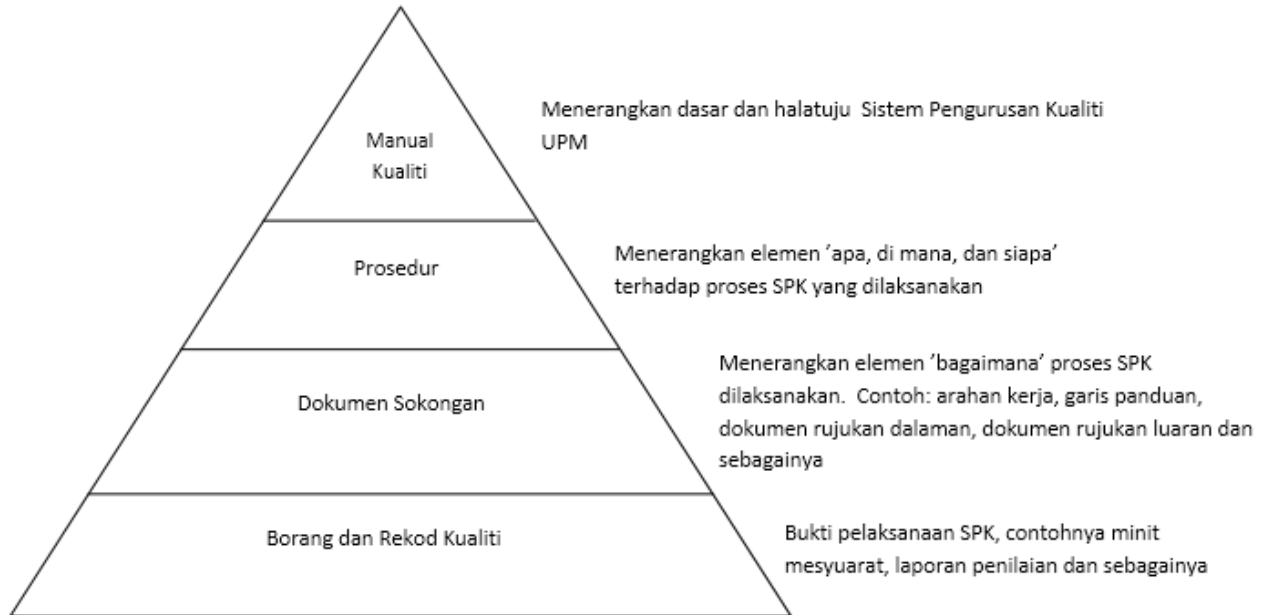 Manual
Kualiti
Menerangkan dasar dan halatuju Sistem Pengurusan Kualiti
UPM
Prosedur
Menerangkan elemen ’apa, di mana, dan siapa’
terhadap proses SPK yang dilaksanakan
Dokumen Sokongan
Menerangkan elemen ’bagaimana’ proses SPK
dilaksanakan. Contoh: arahan kerja, garis panduan,
dokumen rujukan dalaman, dokumen rujukan luaran dan
sebagainya
Borang dan Rekod Kualiti
Bukti pelaksanaan SPK, contohnya minit
mesyuarat, laporan penilaian dan sebagainya